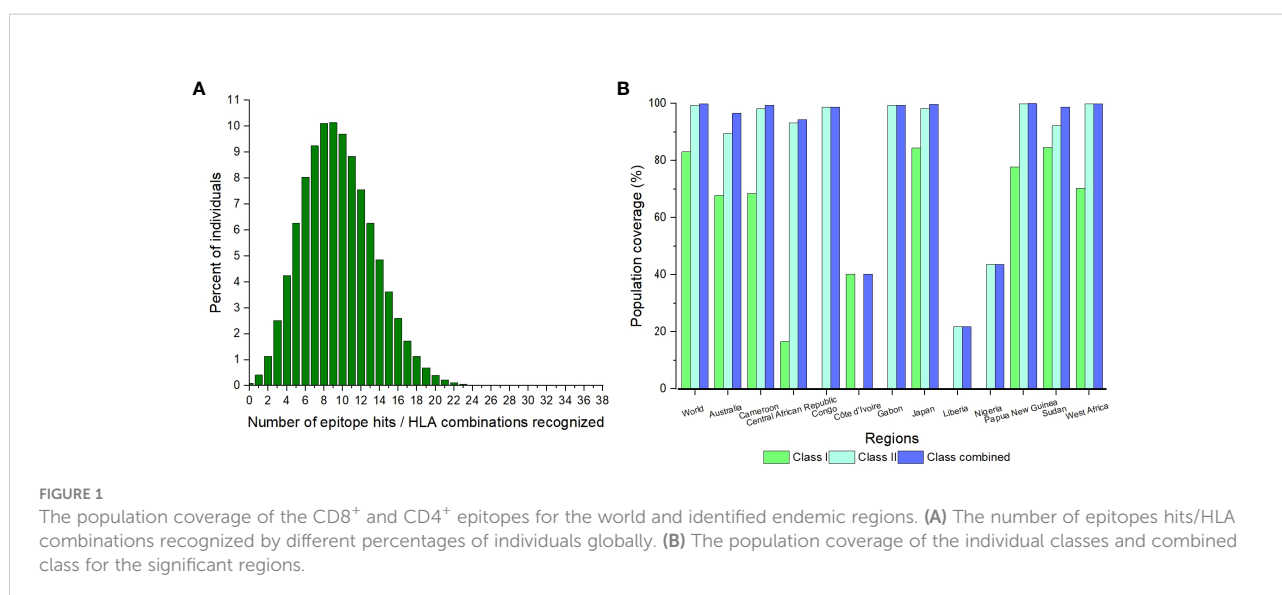 A
11
10
9
8
7
6
5
4
3
2
1
0
Percent of individuals
0 2 4 6 8 10 12 14 16 18 20 22 24 26 28 30 32 34 36 38
Number of epitope hits / HLA combinations recognized
B
100
80
60
40
20
0
Population coverage (%)
World Australia Cameroon Central African Republic Congo Côte d'Ivoire Gabon Japan Liberia Nigeria Papua New Guinea Sudan West Africa
Regions
Class I Class II Class combined
FIGURE 1
The population coverage of the CD8+ and CD4+ epitopes for the world and identified endemic regions. (A) The number of epitopes hits/HLA
combinations recognized by different percentages of individuals globally. (B) The population coverage of the individual classes and combined
class for the significant regions.